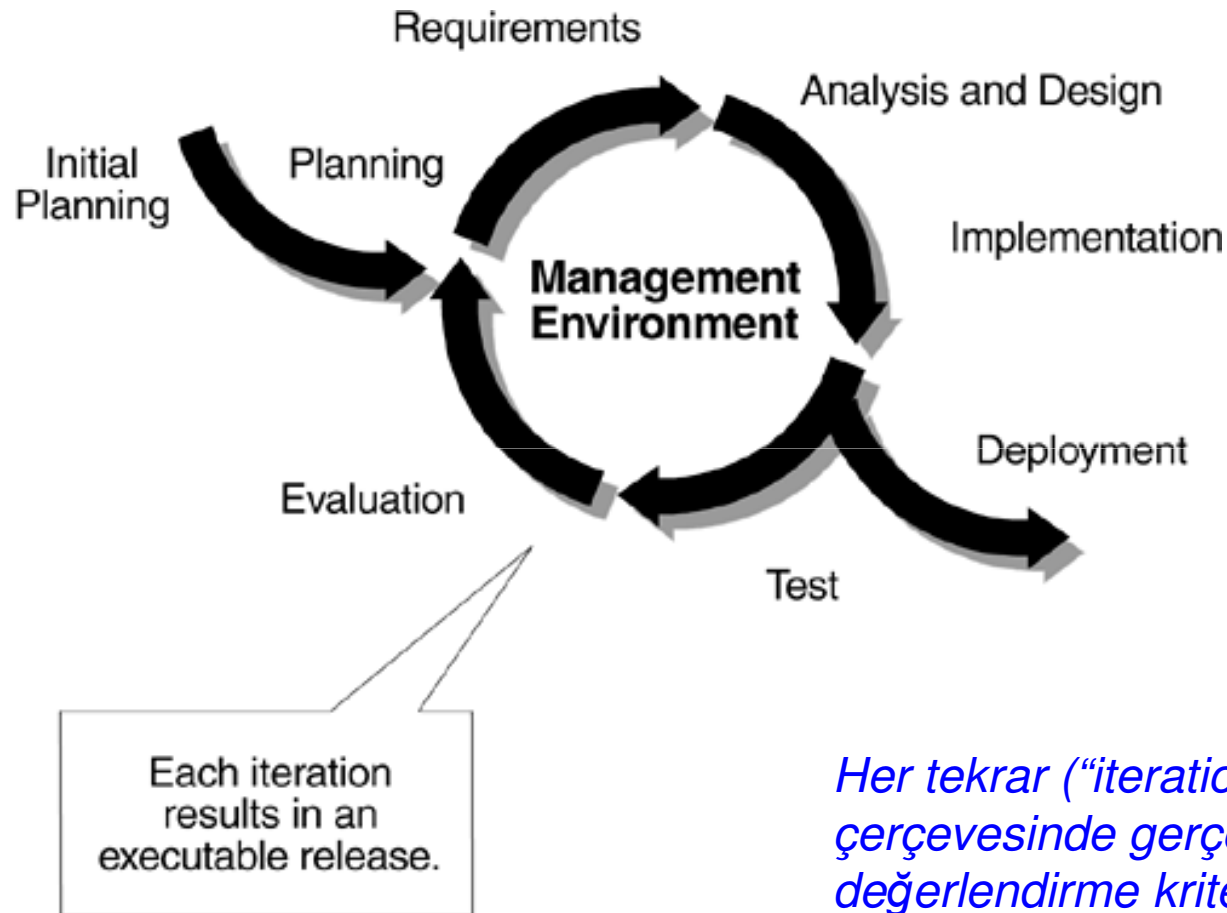 Requirements
Analysis and Design
Initial
Planning
Planning
Implementation
Management
Environment
Deployment
Evaluation
Test
Each iteration
results in an
executable release.
Her tekrar (“iteratio
çerçevesinde gerç
değerlendirme krite